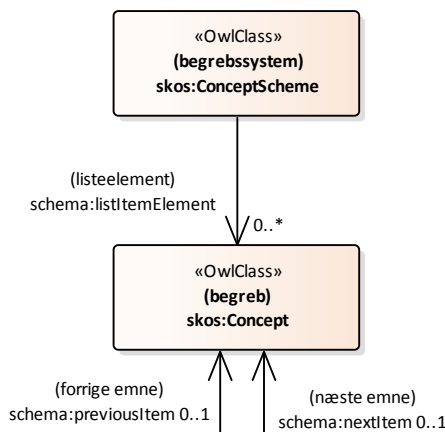 «OwlClass»
(begrebssystem)
skos:ConceptScheme
(listeelement)
schema:listItemElement
0..*
«OwlClass»
(begreb)
skos:Concept
(forrige emne)
schema:previousItem 0..1
(næste emne)
schema:nextItem 0..1